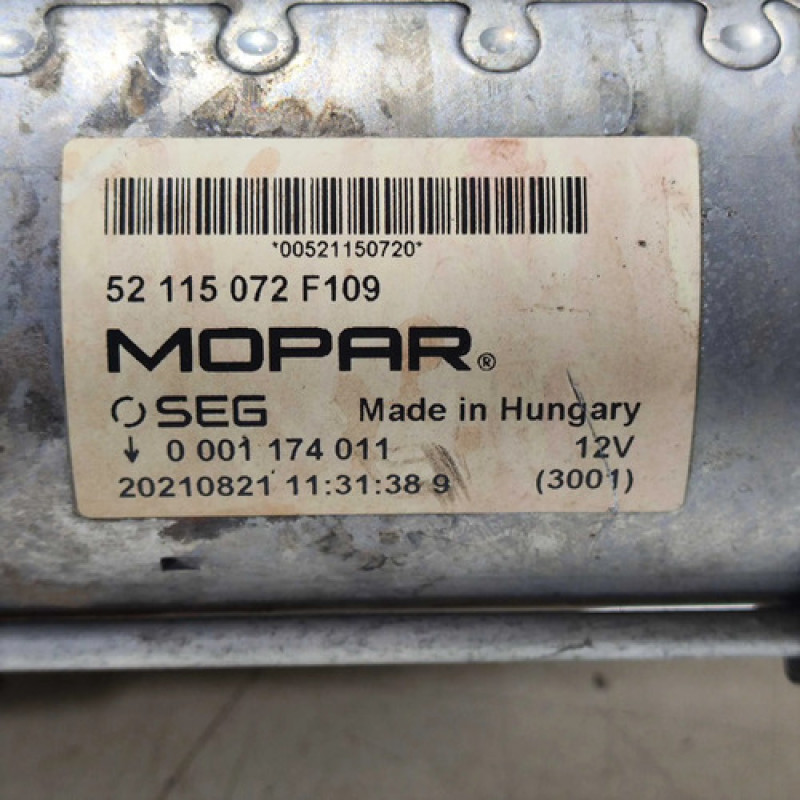 *00521150720*
52 115 072 F109
MOPAR®
SEG Made in Hungary
↓ 0 001 174 011 12V
20210821 11:31:38 9 (3001)